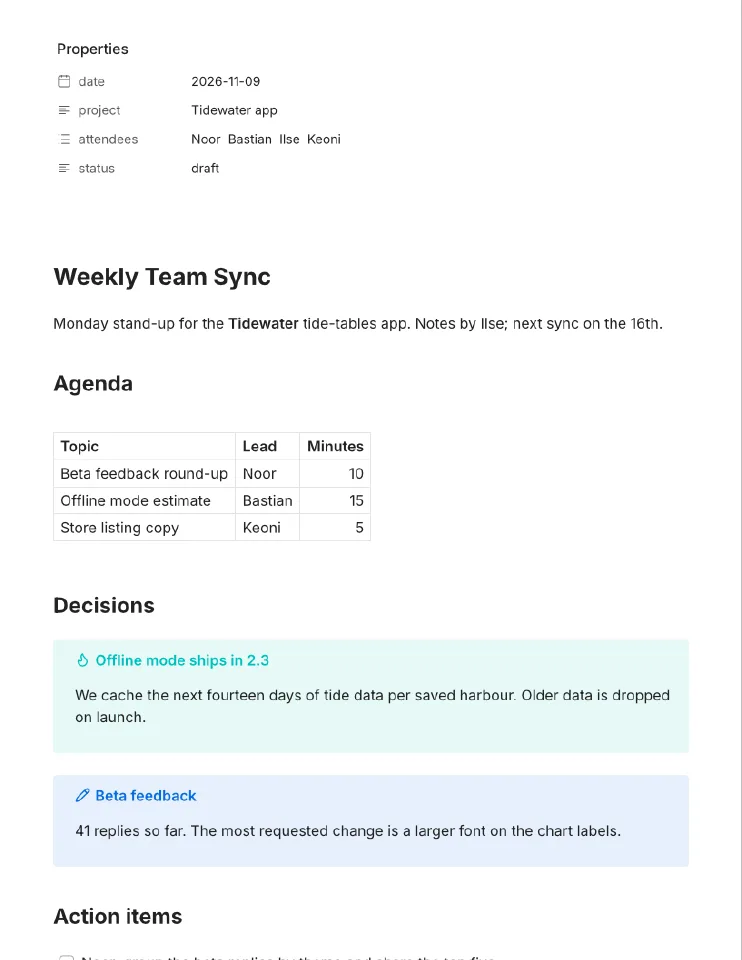 Properties
date 2026-11-09
project Tidewater app
attendees Noor Bastian Ilse Keoni
status draft
Weekly Team Sync
Monday stand-up for the Tidewater tide-tables app. Notes by Ilse; next sync on the 16th.
Agenda
Topic Lead Minutes
Beta feedback round-up Noor 10
Offline mode estimate Bastian 15
Store listing copy Keoni 5
Decisions
Offline mode ships in 2.3
We cache the next fourteen days of tide data per saved harbour. Older data is dropped
on launch.
Beta feedback
41 replies so far. The most requested change is a larger font on the chart labels.
Action items